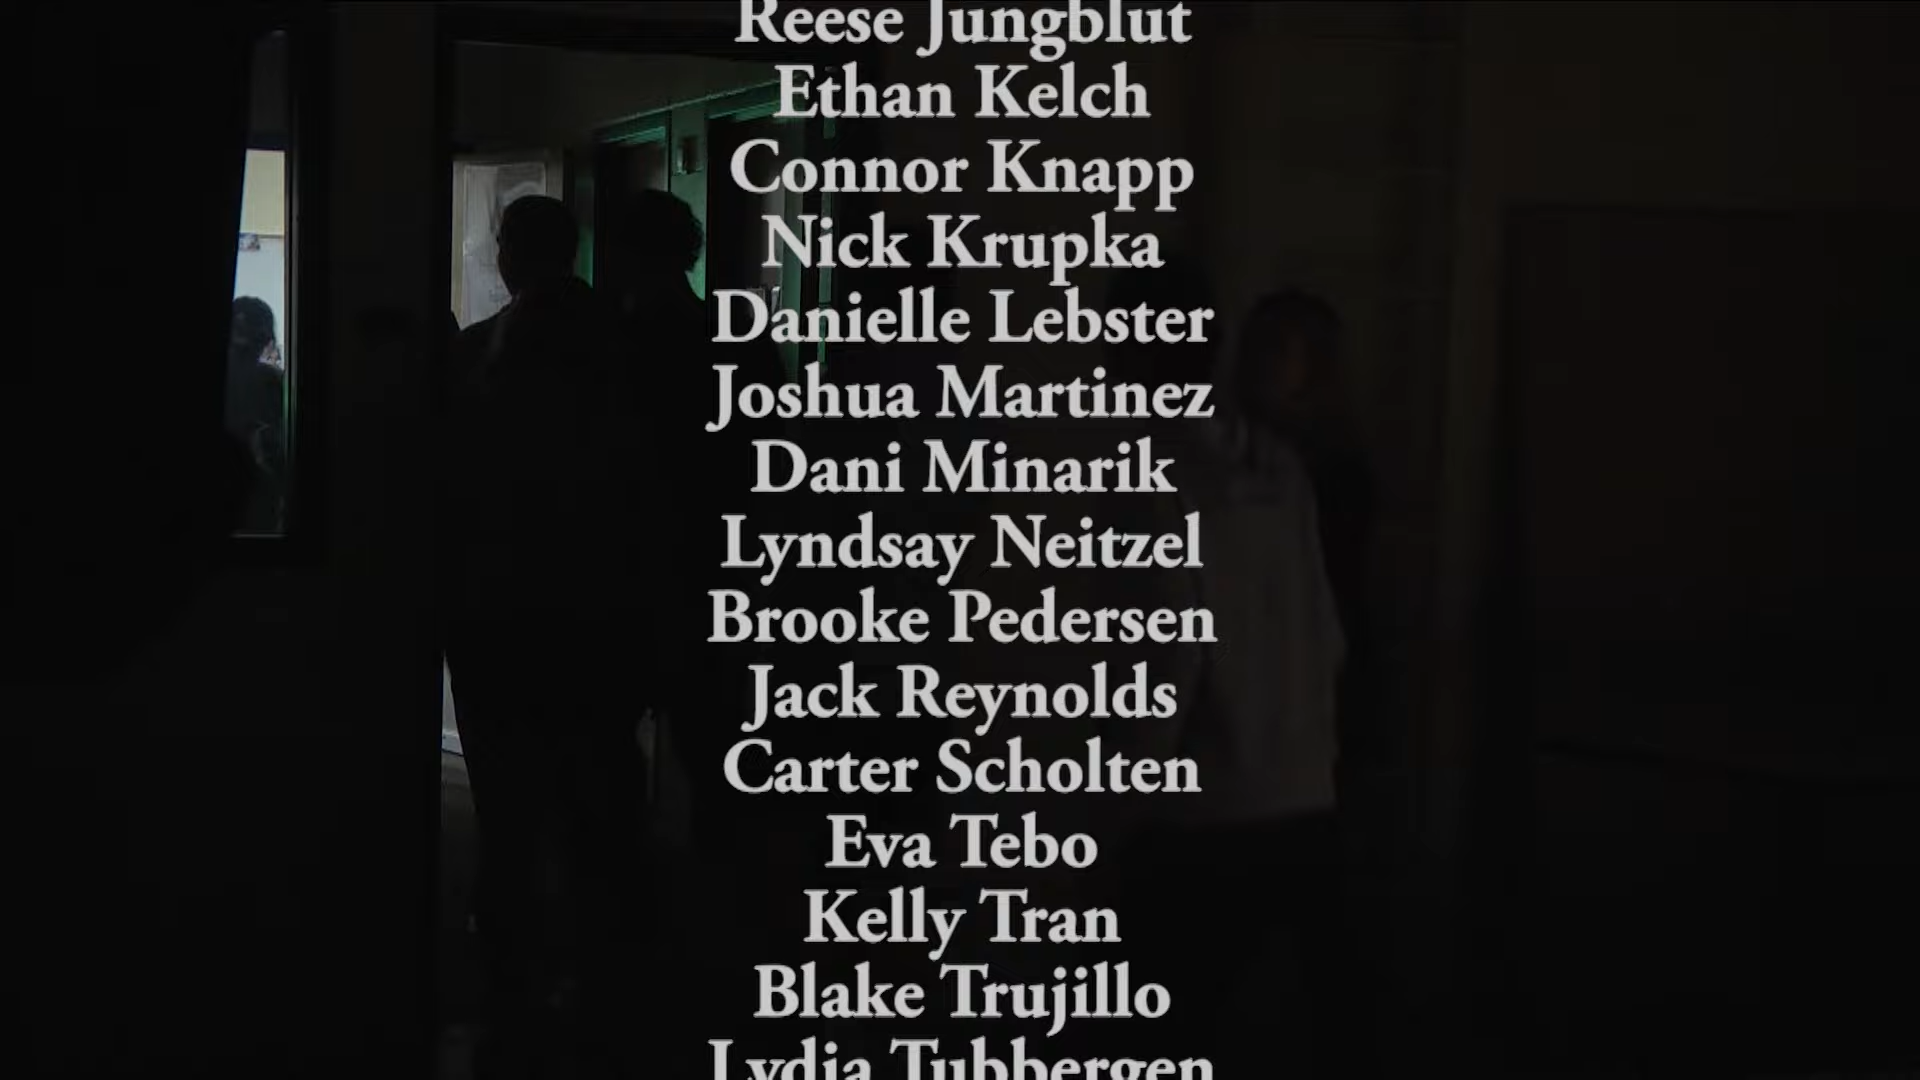 Reese Jungblut
Ethan Kelch
Connor Knapp
Nick Krupka
Danielle Lebster
Joshua Martinez
Dani Minarik
Lyndsay Neitzel
Brooke Pedersen
Jack Reynolds
Carter Scholten
Eva Tebo
Kelly Tran
Blake Trujillo
Lydia Tubbergen